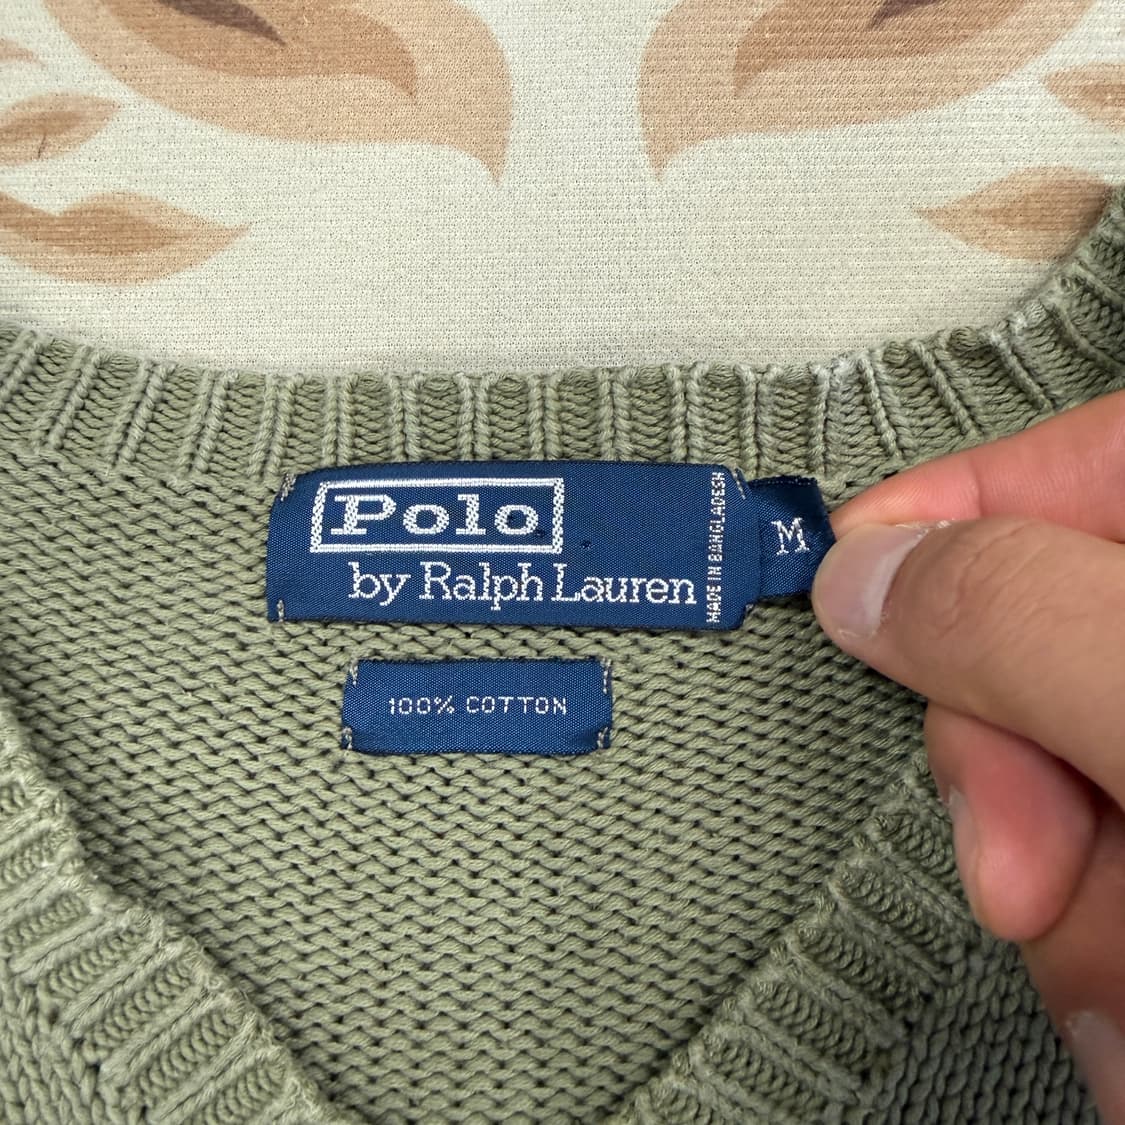 Polo
by Ralph Lauren
MADE IN BANGLADESH
M
100% COTTON